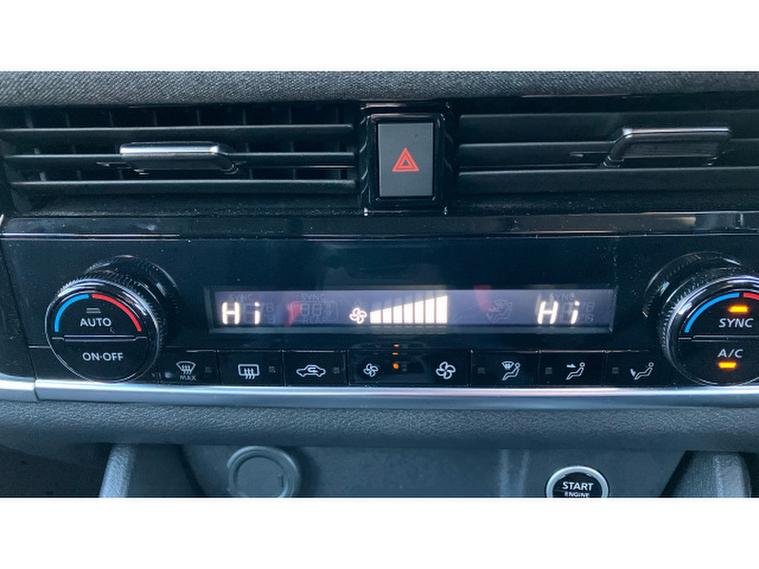 Hi Hi
AUTO
ON·OFF
SYNC
A/C
MAX
START
ENGINE